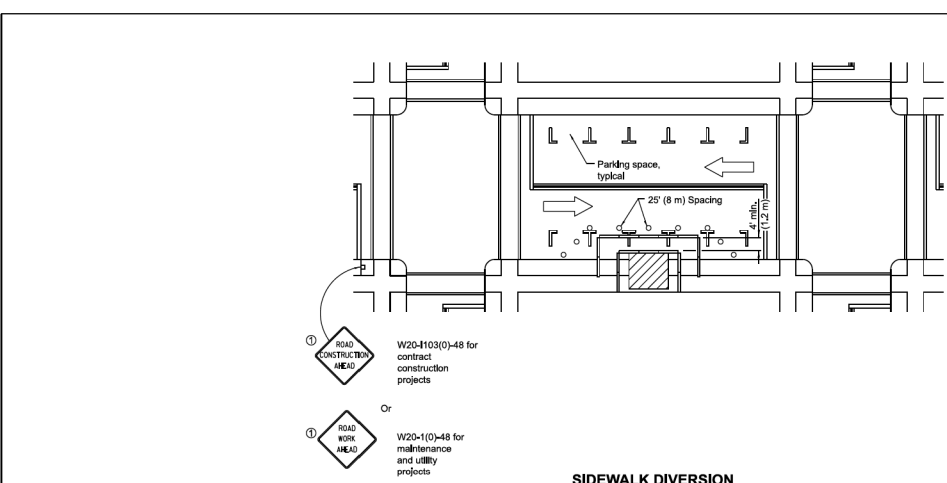 Parking space,
typical
25' (8 m) Spacing
4' min.
(1.2 m)
①
ROAD
CONSTRUCTION
AHEAD
W20-I103(0)-48 for
contract
construction
projects
Or
①
ROAD
WORK
AHEAD
W20-1(0)-48 for
maintenance
and utility
projects
SIDEWALK DIVERSION